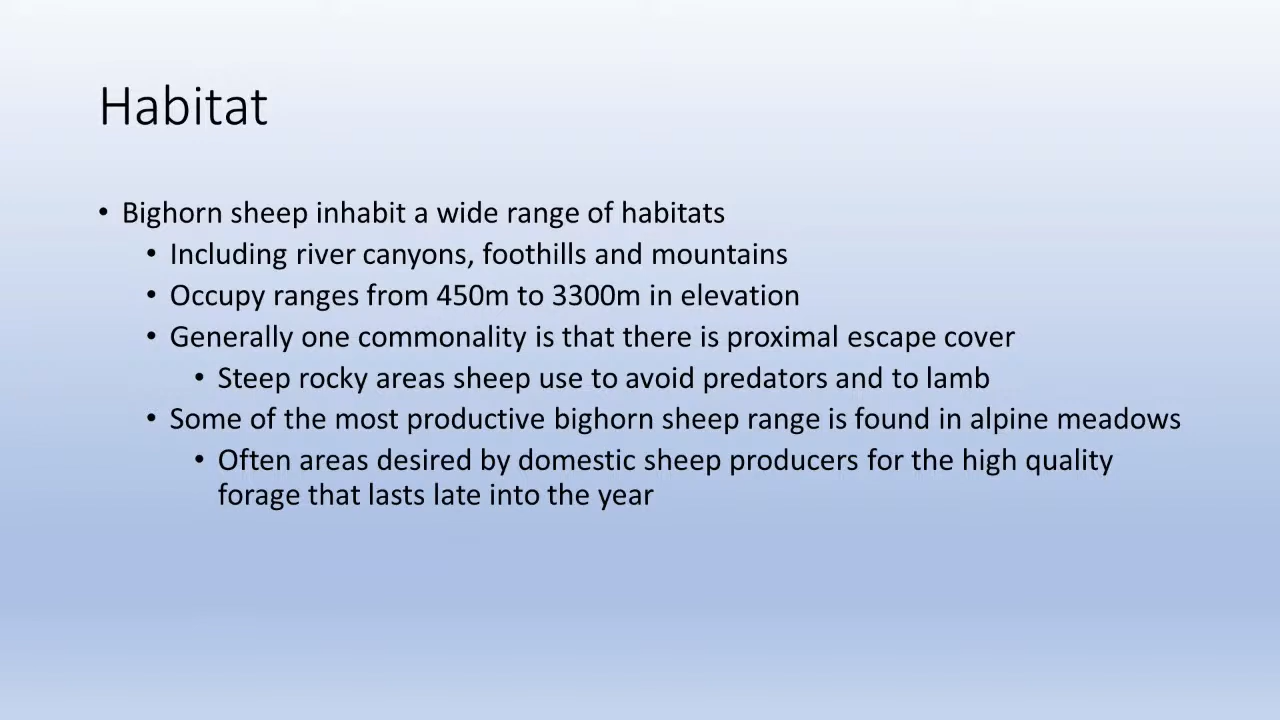 Habitat
• Bighorn sheep inhabit a wide range of habitats
• Including river canyons, foothills and mountains
• Occupy ranges from 450m to 3300m in elevation
• Generally one commonality is that there is proximal escape cover
• Steep rocky areas sheep use to avoid predators and to lamb
• Some of the most productive bighorn sheep range is found in alpine meadows
• Often areas desired by domestic sheep producers for the high quality
forage that lasts late into the year